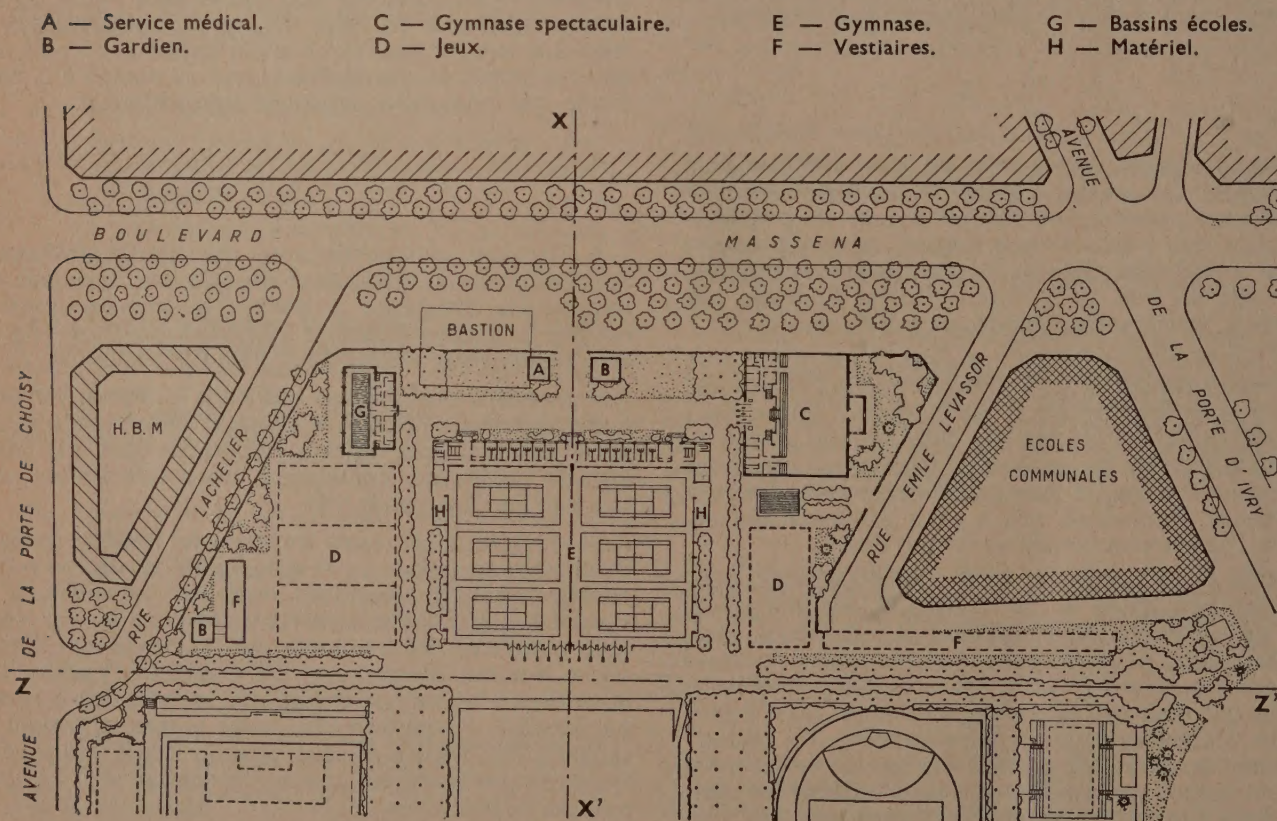 A — Service médical. C — Gymnase spectaculaire. E — Gymnase. G — Bassins écoles.
B — Gardien. D — Jeux. F — Vestiaires. H — Matériel.
X
AVENUE
BOULEVARD MASSENA
BASTION
A
B
G
C
H. B. M
DE LA PORTE DE CHOISY
RUE LACHELIER
RUE EMILE LEVASSOR
ECOLES
COMMUNALES
DE LA PORTE D'IVRY
H
H
D
E
D
F
B
F
Z
Z'
AVENUE
X'